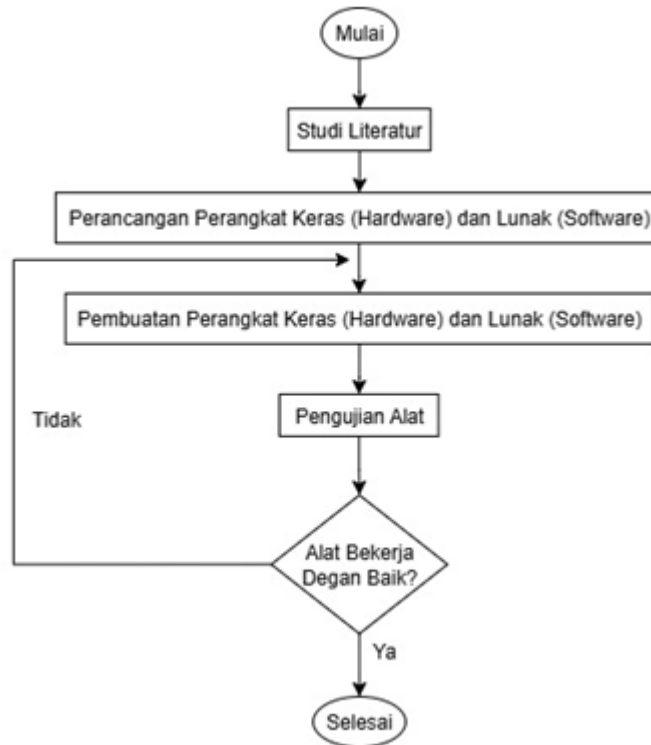 Mulai
Studi Literatur
Perancangan Perangkat Keras (Hardware) dan Lunak (Software)
Pembuatan Perangkat Keras (Hardware) dan Lunak (Software)
Pengujian Alat
Tidak
Alat Bekerja
Degan Baik?
Ya
Selesai